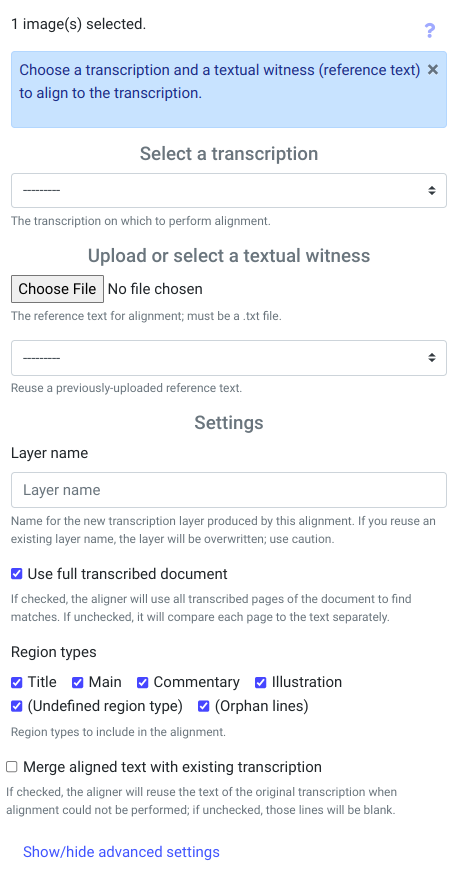 1 image(s) selected.
?
Choose a transcription and a textual witness (reference text) ×
to align to the transcription.
Select a transcription
---------
The transcription on which to perform alignment.
Upload or select a textual witness
Choose File No file chosen
The reference text for alignment; must be a .txt file.
---------
Reuse a previously-uploaded reference text.
Settings
Layer name
Layer name
Name for the new transcription layer produced by this alignment. If you reuse an
existing layer name, the layer will be overwritten; use caution.
Use full transcribed document
If checked, the aligner will use all transcribed pages of the document to find
matches. If unchecked, it will compare each page to the text separately.
Region types
Title Main Commentary Illustration
(Undefined region type) (Orphan lines)
Region types to include in the alignment.
Merge aligned text with existing transcription
If checked, the aligner will reuse the text of the original transcription when
alignment could not be performed; if unchecked, those lines will be blank.
Show/hide advanced settings